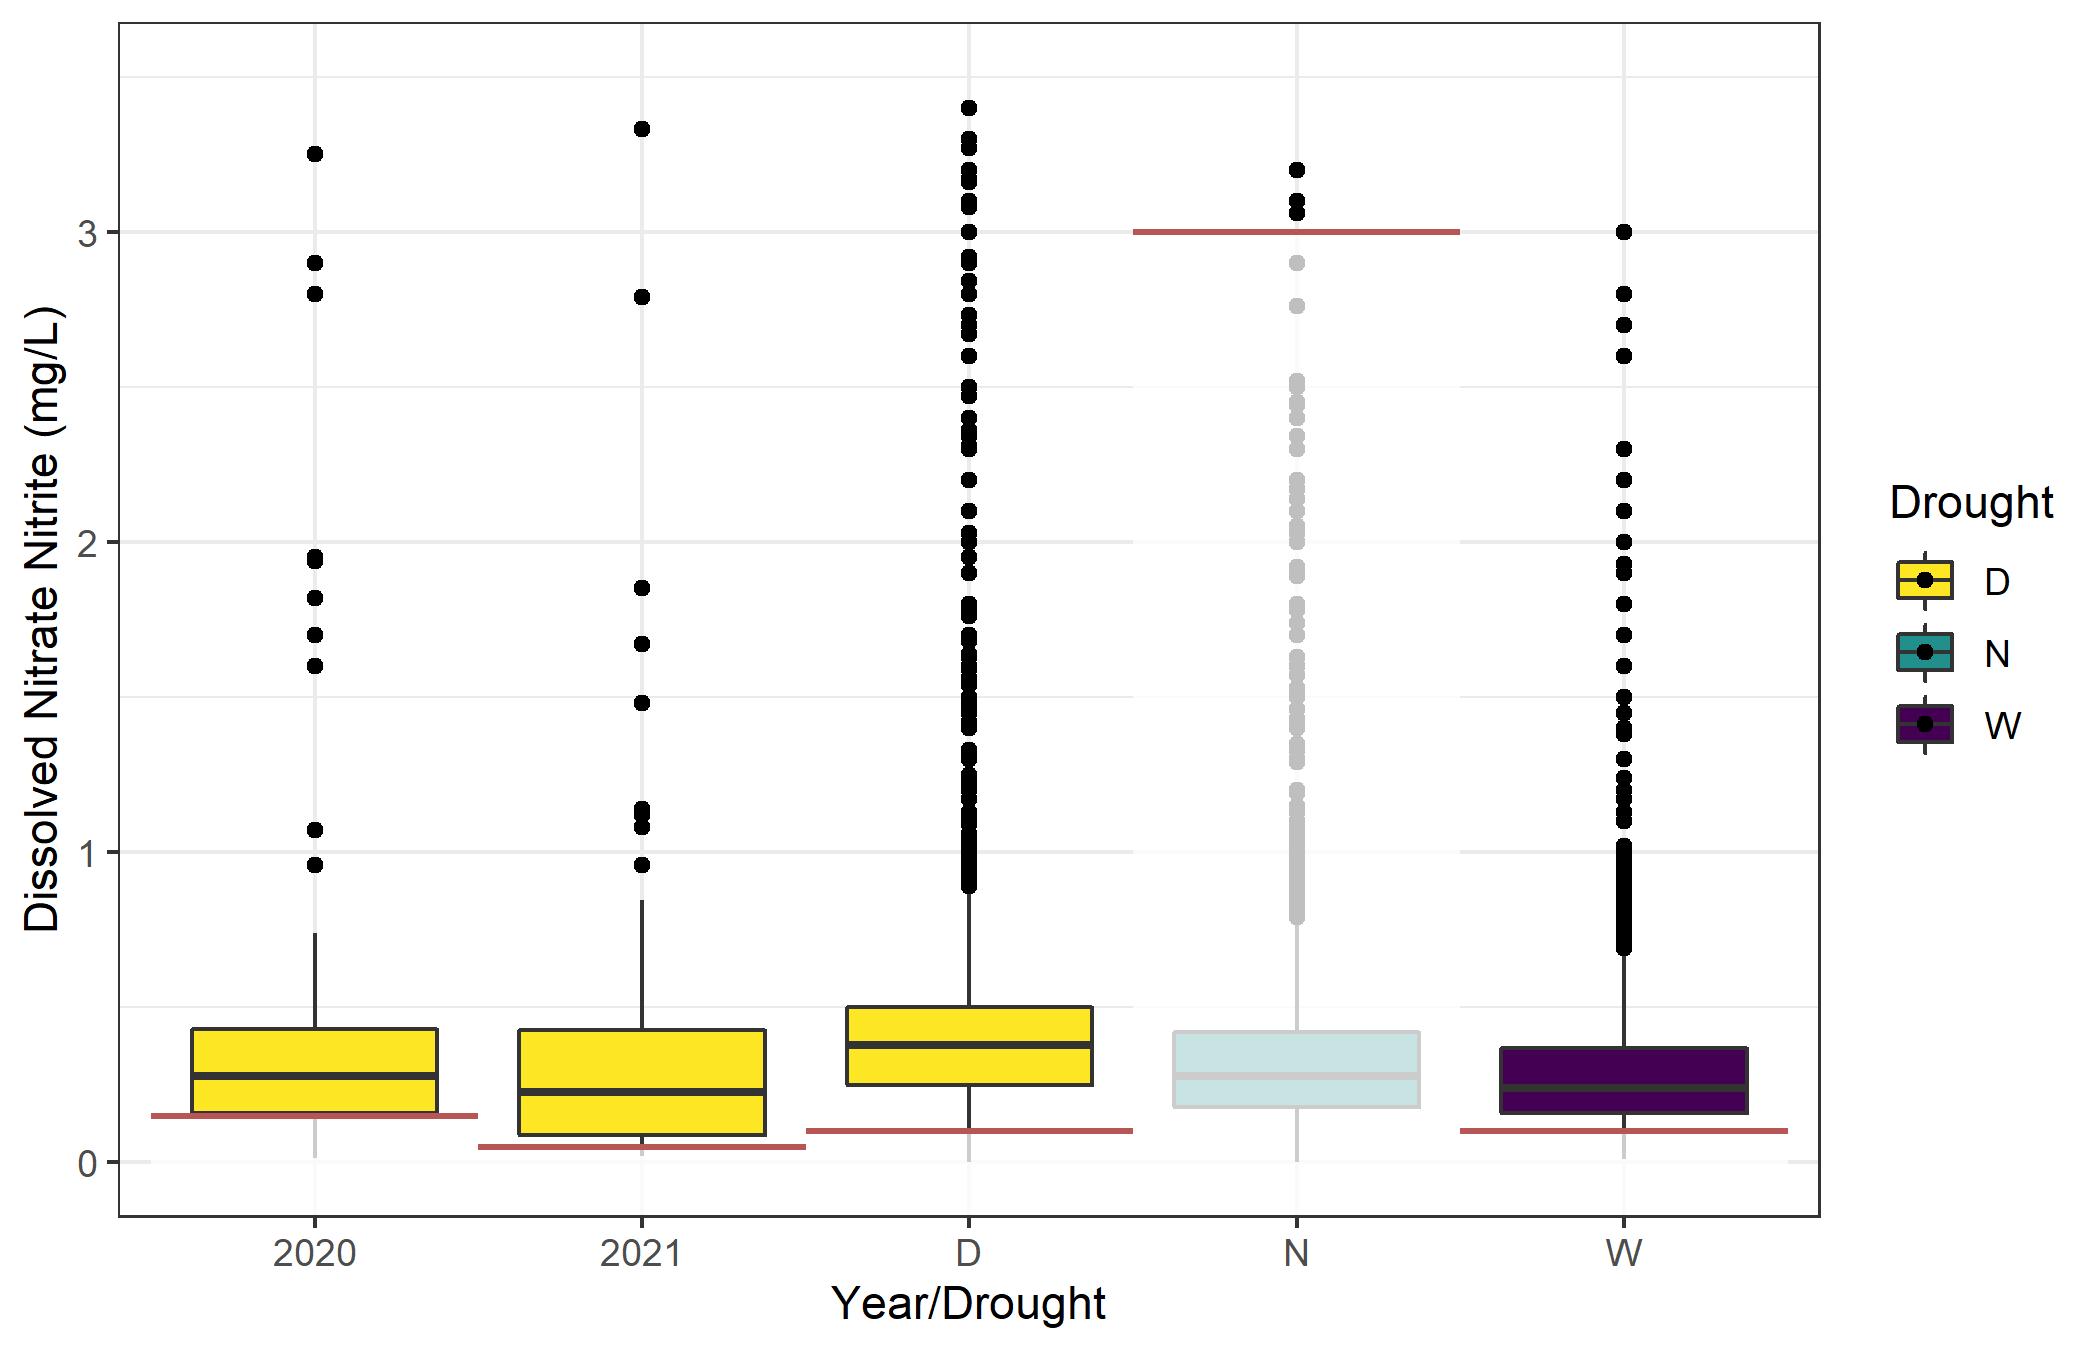 Dissolved Nitrate Nitrite (mg/L)
3
2
1
0
2020 2021 D N W
Year/Drought
Drought
D
N
W